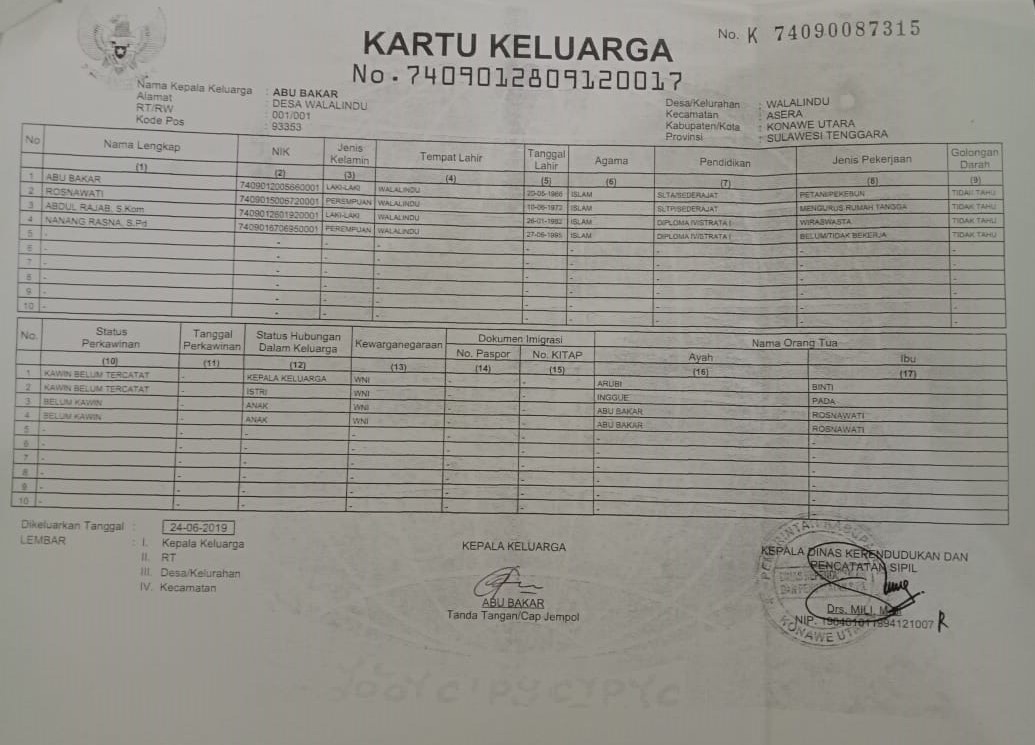 No. K 74090087315
KARTU KELUARGA
No.7409012809120017
Nama Kepala Keluarga : ABU BAKAR
Alamat : DESA WALALINDU
RT/RW : 001/001
Kode Pos : 93353
Desa/Kelurahan : WALALINDU
Kecamatan : ASERA
Kabupaten/Kota : KONAWE UTARA
Provinsi : SULAWESI TENGGARA
No Nama Lengkap NIK Jenis Kelamin Tempat Lahir Tanggal Lahir Agama Pendidikan Jenis Pekerjaan Golongan Darah
(1) (2) (3) (4) (5) (6) (7) (8) (9)
1 ABU BAKAR 7409012005660001 LAKI-LAKI WALALINDU 20-05-1966 ISLAM SLTA/SEDERAJAT PETANI/PEKEBUN TIDAK TAHU
2 ROSNAWATI 7409015006720001 PEREMPUAN WALALINDU 10-06-1972 ISLAM SLTP/SEDERAJAT MENGURUS RUMAH TANGGA TIDAK TAHU
3 ABDUL RAJAB, S.Kom 7409012601920001 LAKI-LAKI WALALINDU 26-01-1992 ISLAM DIPLOMA IV/STRATA I WIRASWASTA TIDAK TAHU
4 NANANG RASNA, S.Pd 7409016706950001 PEREMPUAN WALALINDU 27-06-1995 ISLAM DIPLOMA IV/STRATA I BELUM/TIDAK BEKERJA TIDAK TAHU
5 - - - - - - - - -
6 - - - - - - - - -
7 - - - - - - - - -
8 - - - - - - - - -
9 - - - - - - - - -
10 - - - - - - - - -
No. Status Perkawinan Tanggal Perkawinan Status Hubungan Dalam Keluarga Kewarganegaraan Dokumen Imigrasi Nama Orang Tua
No. Paspor No. KITAP Ayah Ibu
(10) (11) (12) (13) (14) (15) (16) (17)
1 KAWIN BELUM TERCATAT - KEPALA KELUARGA WNI - - ARUBI BINTI
2 KAWIN BELUM TERCATAT - ISTRI WNI - - INGGUE PADA
3 BELUM KAWIN - ANAK WNI - - ABU BAKAR ROSNAWATI
4 BELUM KAWIN - ANAK WNI - - ABU BAKAR ROSNAWATI
5 - - - - - - - -
6 - - - - - - - -
7 - - - - - - - -
8 - - - - - - - -
9 - - - - - - - -
10 - - - - - - - -
Dikeluarkan Tanggal : 24-06-2019
LEMBAR : I. Kepala Keluarga
II. RT
III. Desa/Kelurahan
IV. Kecamatan
KEPALA KELUARGA
ABU BAKAR
Tanda Tangan/Cap Jempol
KEPALA DINAS KERENDUDUKAN DAN
PENCATATAN SIPIL
Drs. MILI,
NIP.
KONAWE UTARA